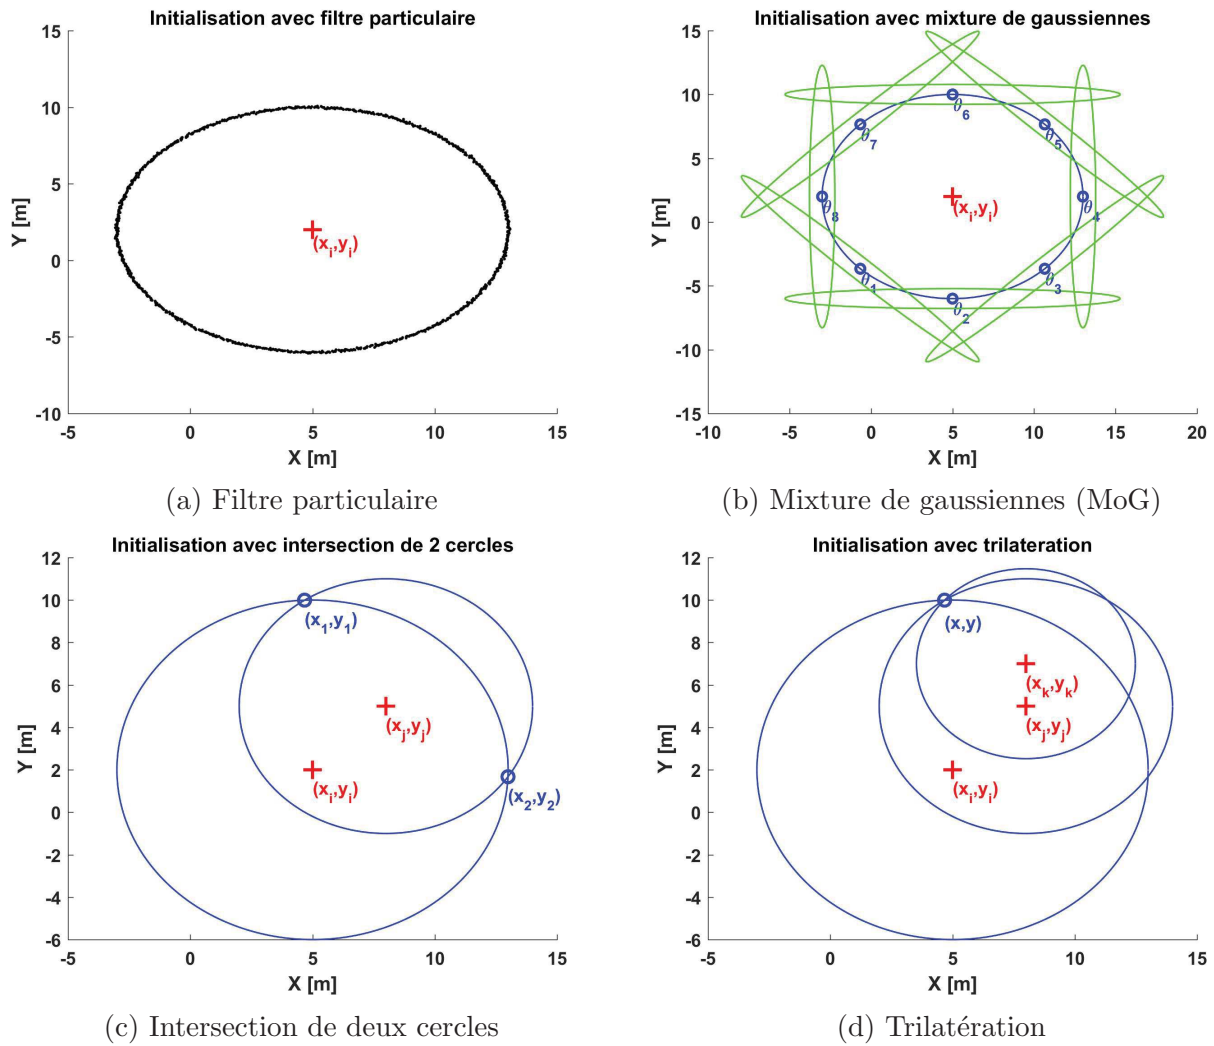 Initialisation avec filtre particulaire
15
10
5
0
-5
-10
Y [m]
(x_i,y_i)
-5 0 5 10 15
X [m]
(a) Filtre particulaire
Initialisation avec mixture de gaussiennes
15
10
5
0
-5
-10
-15
Y [m]
θ_6
θ_7
θ_5
θ_8
(x_i,y_i)
θ_4
θ_1
θ_3
θ_2
-10 -5 0 5 10 15 20
X [m]
(b) Mixture de gaussiennes (MoG)
Initialisation avec intersection de 2 cercles
12
10
8
6
4
2
0
-2
-4
-6
Y [m]
(x_1,y_1)
(x_j,y_j)
(x_i,y_i)
(x_2,y_2)
-5 0 5 10 15
X [m]
(c) Intersection de deux cercles
Initialisation avec trilateration
12
10
8
6
4
2
0
-2
-4
-6
Y [m]
(x,y)
(x_k,y_k)
(x_j,y_j)
(x_i,y_i)
-5 0 5 10 15
X [m]
(d) Trilatération